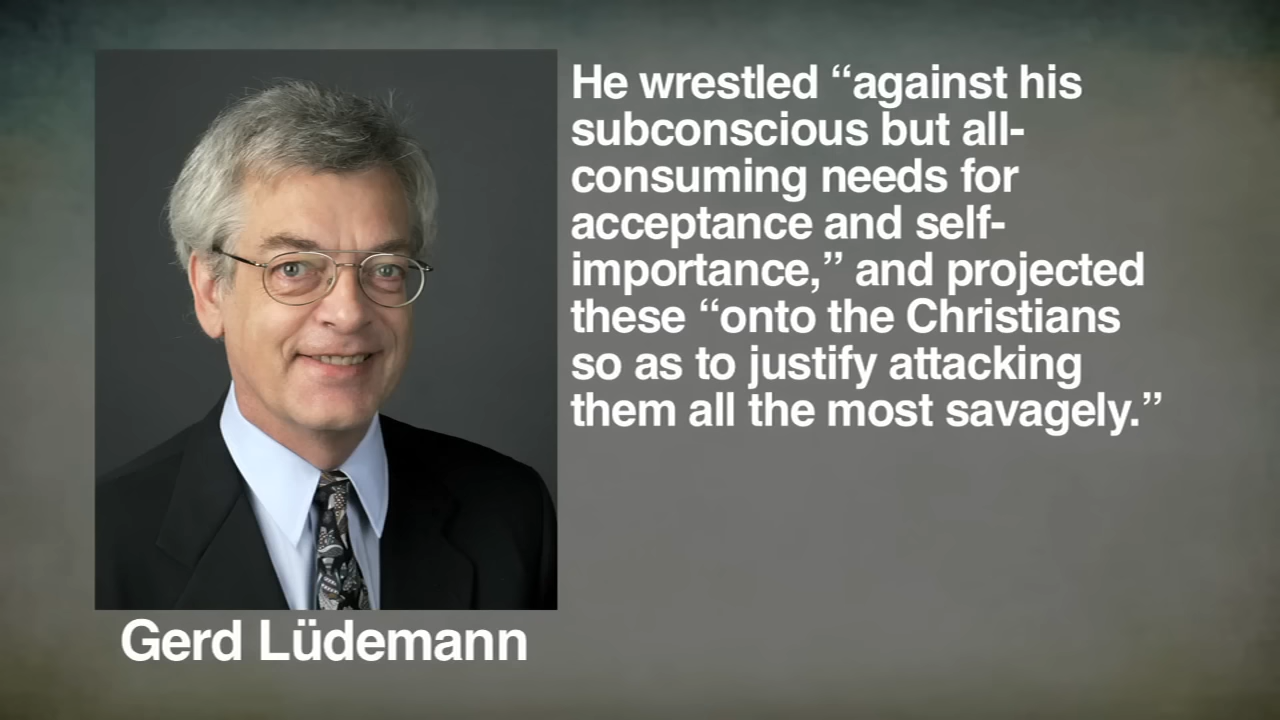 He wrestled “against his
subconscious but all-
consuming needs for
acceptance and self-
importance,” and projected
these “onto the Christians
so as to justify attacking
them all the most savagely.”
Gerd Lüdemann